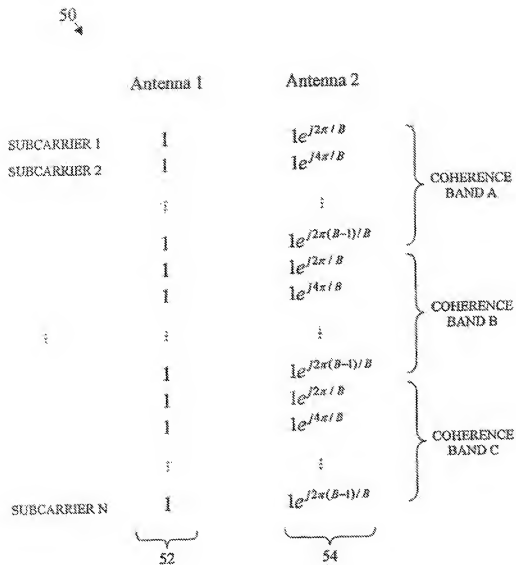 50
Antenna 1 Antenna 2
SUBCARRIER 1 1 1e^{j2π/B}
SUBCARRIER 2 1 1e^{j4π/B}
⋮ ⋮
COHERENCE
BAND A
1 1e^{j2π(B−1)/B}
1 1e^{j2π/B}
1 1e^{j4π/B}
⋮ ⋮ ⋮
COHERENCE
BAND B
1 1e^{j2π(B−1)/B}
1 1e^{j2π/B}
1 1e^{j4π/B}
⋮ ⋮
COHERENCE
BAND C
SUBCARRIER N 1 1e^{j2π(B−1)/B}
52 54